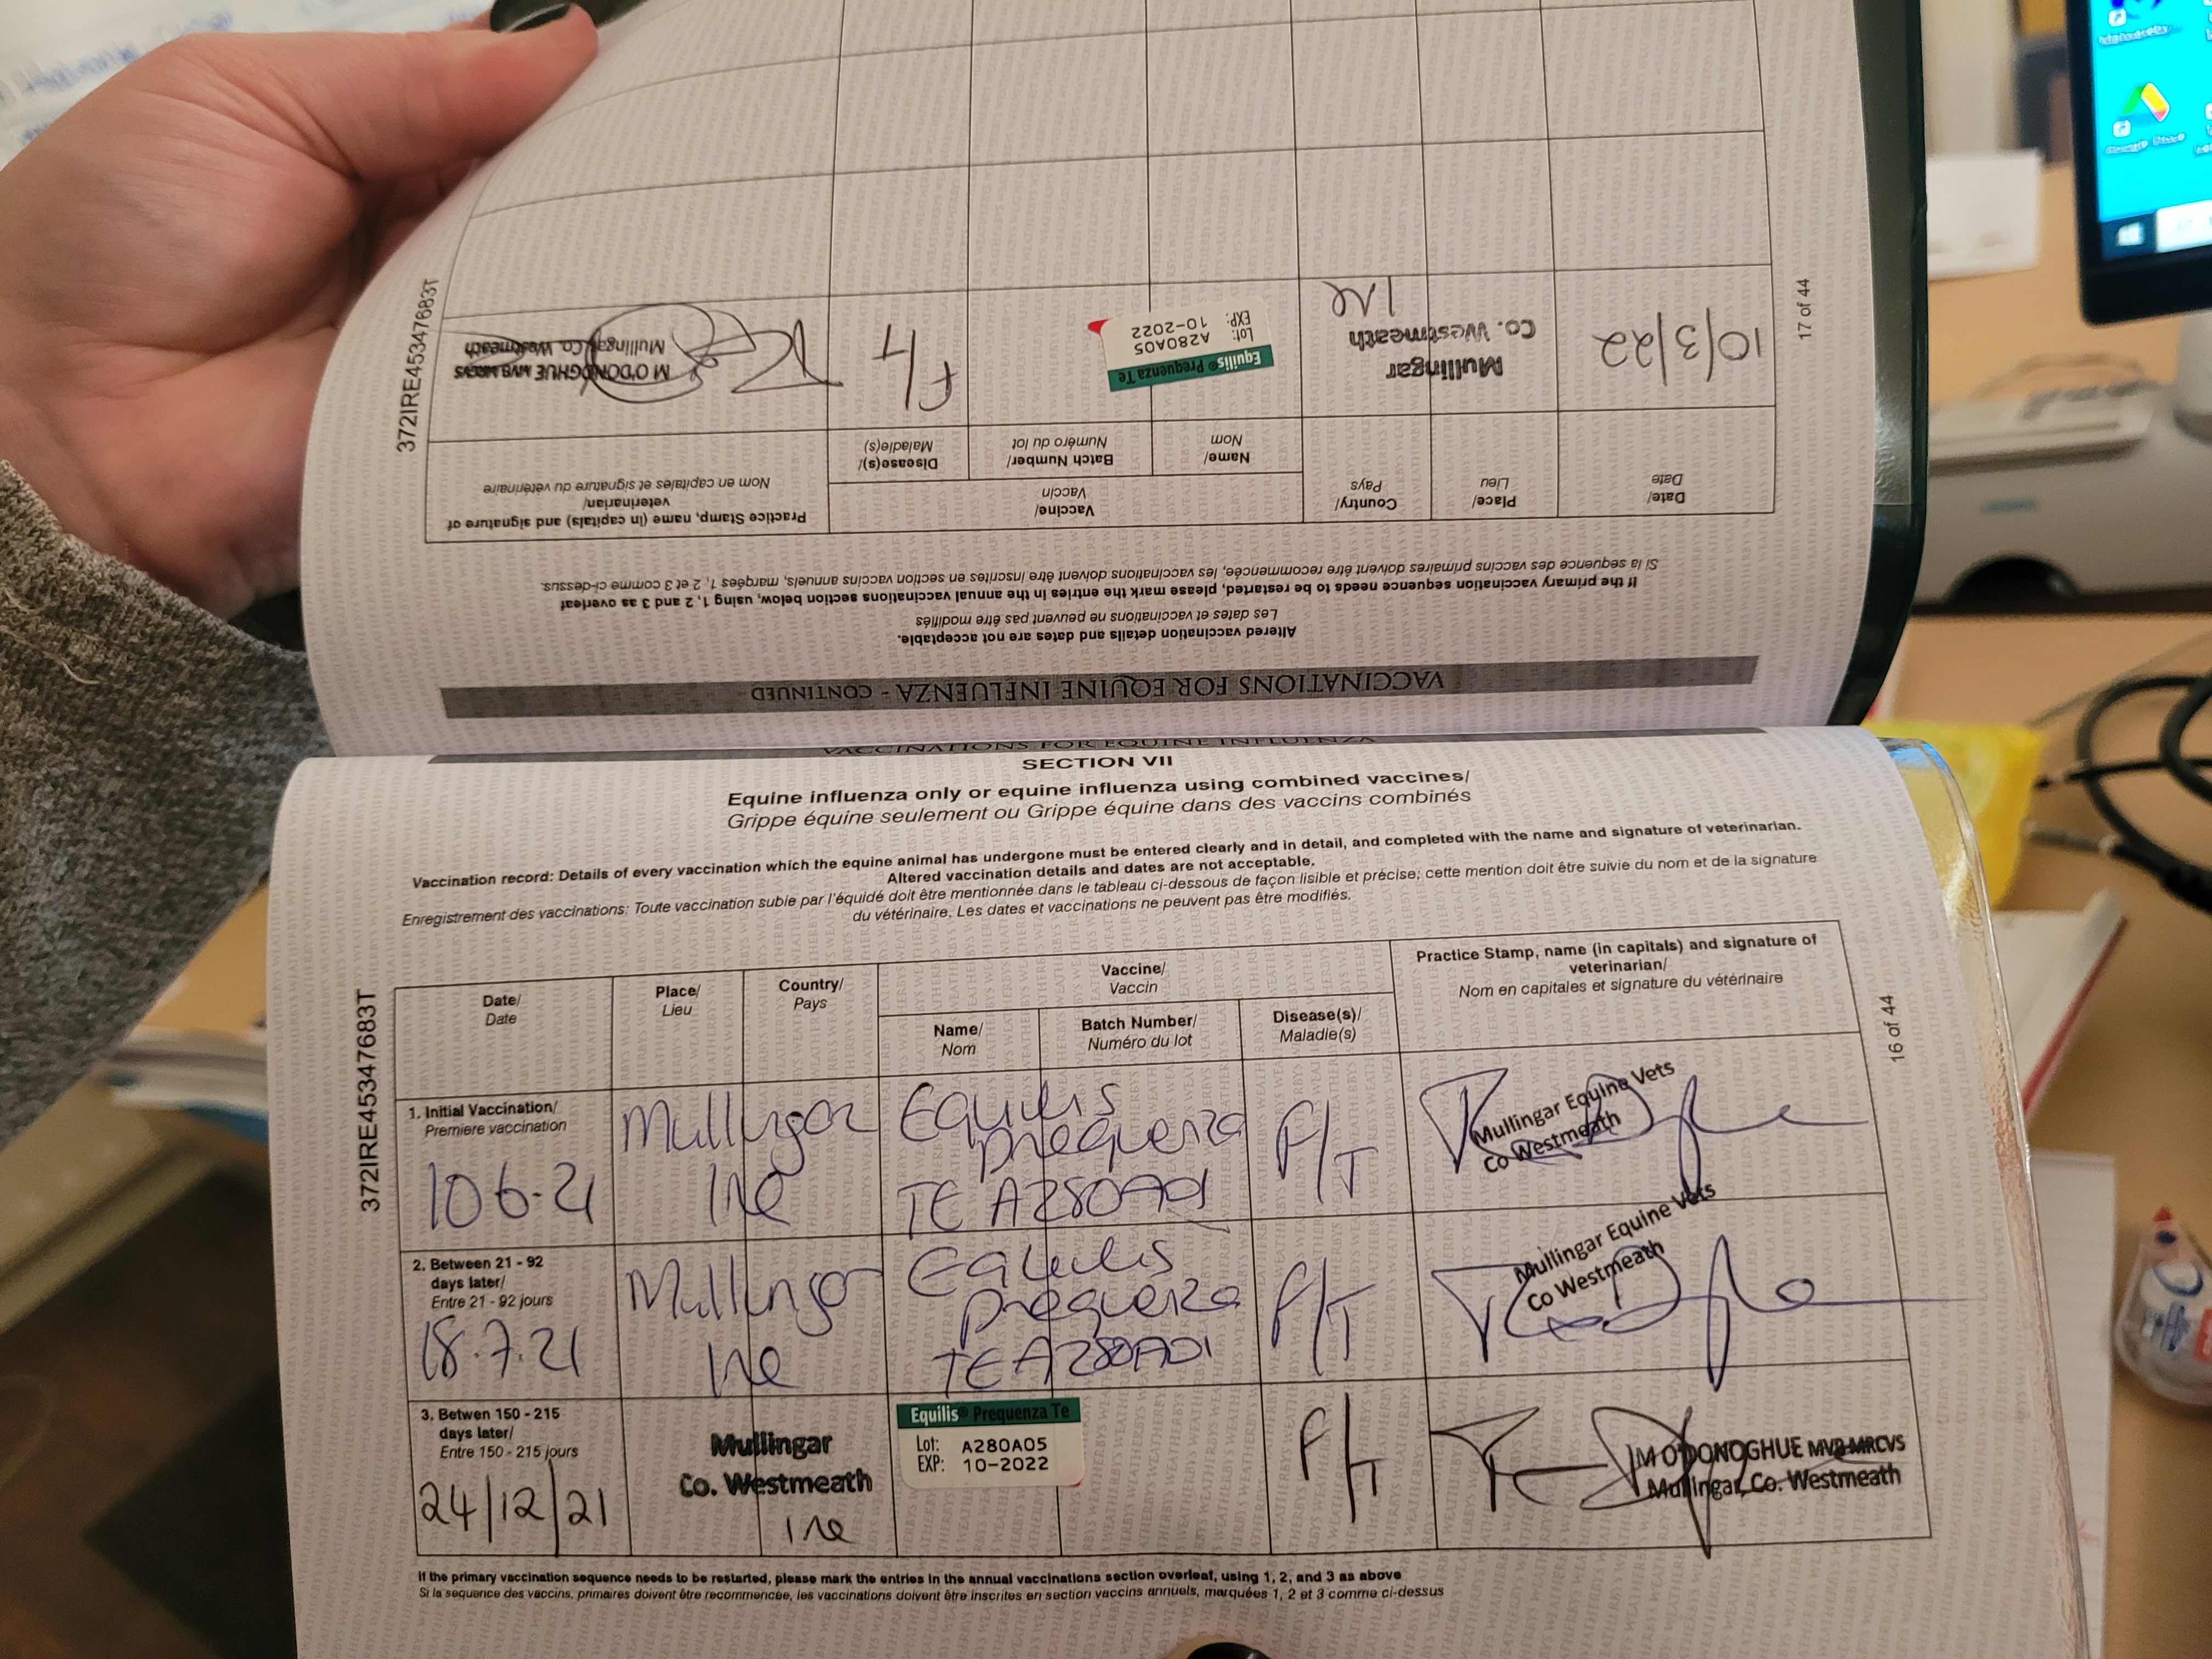 372IRE45347683T
17 of 44
VACCINATIONS FOR EQUINE INFLUENZA - CONTINUED
Altered vaccination details and dates are not acceptable.
Les dates et vaccinations ne peuvent pas être modifiés
If the primary vaccination sequence needs to be restarted, please mark the entries in the annual vaccinations section below, using 1, 2 and 3 as overleaf
Si la séquence des vaccins primaires doivent être recommencée, les vaccinations doivent être inscrites en section vaccins annuels, marqées 1, 2 et 3 comme ci-dessus.
Date/
Date
Place/
Lieu
Country/
Pays
Vaccine/
Vaccin
Name/
Nom
Batch Number/
Numéro du lot
Disease(s)/
Maladie(s)
Practice Stamp, name (in capitals) and signature of
veterinarian/
Nom en capitales et signature du vétérinaire
10/3/22
Mullingar
Co. Westmeath
Ire
Equilis® Prequenza Te
Lot: A280A05
EXP: 10-2022
F/T
M O'DONOGHUE MVB MRCVS
Mullingar, Co. Westmeath
VACCINATIONS FOR EQUINE INFLUENZA
SECTION VII
Equine influenza only or equine influenza using combined vaccines/
Grippe équine seulement ou Grippe équine dans des vaccins combinés
Vaccination record: Details of every vaccination which the equine animal has undergone must be entered clearly and in detail, and completed with the name and signature of veterinarian.
Altered vaccination details and dates are not acceptable.
Enregistrement des vaccinations: Toute vaccination subie par l'équidé doit être mentionnée dans le tableau ci-dessous de façon lisible et précise; cette mention doit être suivie du nom et de la signature
du vétérinaire. Les dates et vaccinations ne peuvent pas être modifiés.
372IRE45347683T
16 of 44
Date/
Date
Place/
Lieu
Country/
Pays
Vaccine/
Vaccin
Name/
Nom
Batch Number/
Numéro du lot
Disease(s)/
Maladie(s)
Practice Stamp, name (in capitals) and signature of
veterinarian/
Nom en capitales et signature du vétérinaire
1. Initial Vaccination/
Premiere vaccination
10 6-21
Mullingar
Ire
Equilis
prequenza
TE A280A01
F/T
Mullingar Equine Vets
Co Westmeath
2. Between 21 - 92
days later/
Entre 21 - 92 jours
18.7.21
Mullingar
Ire
Equilis
prequenza
TE A280A01
F/T
Mullingar Equine Vets
Co Westmeath
3. Betwen 150 - 215
days later/
Entre 150 - 215 jours
24/12/21
Mullingar
Co. Westmeath
Ire
Equilis® Prequenza Te
Lot: A280A05
EXP: 10-2022
F/T
M O'DONOGHUE MVB MRCVS
Mullingar, Co. Westmeath
If the primary vaccination sequence needs to be restarted, please mark the entries in the annual vaccinations section overleaf, using 1, 2, and 3 as above
Si la sequence des vaccins, primaires doivent être recommencée, les vaccinations doivent être inscrites en section vaccins annuels, marquées 1, 2 et 3 comme ci-dessus